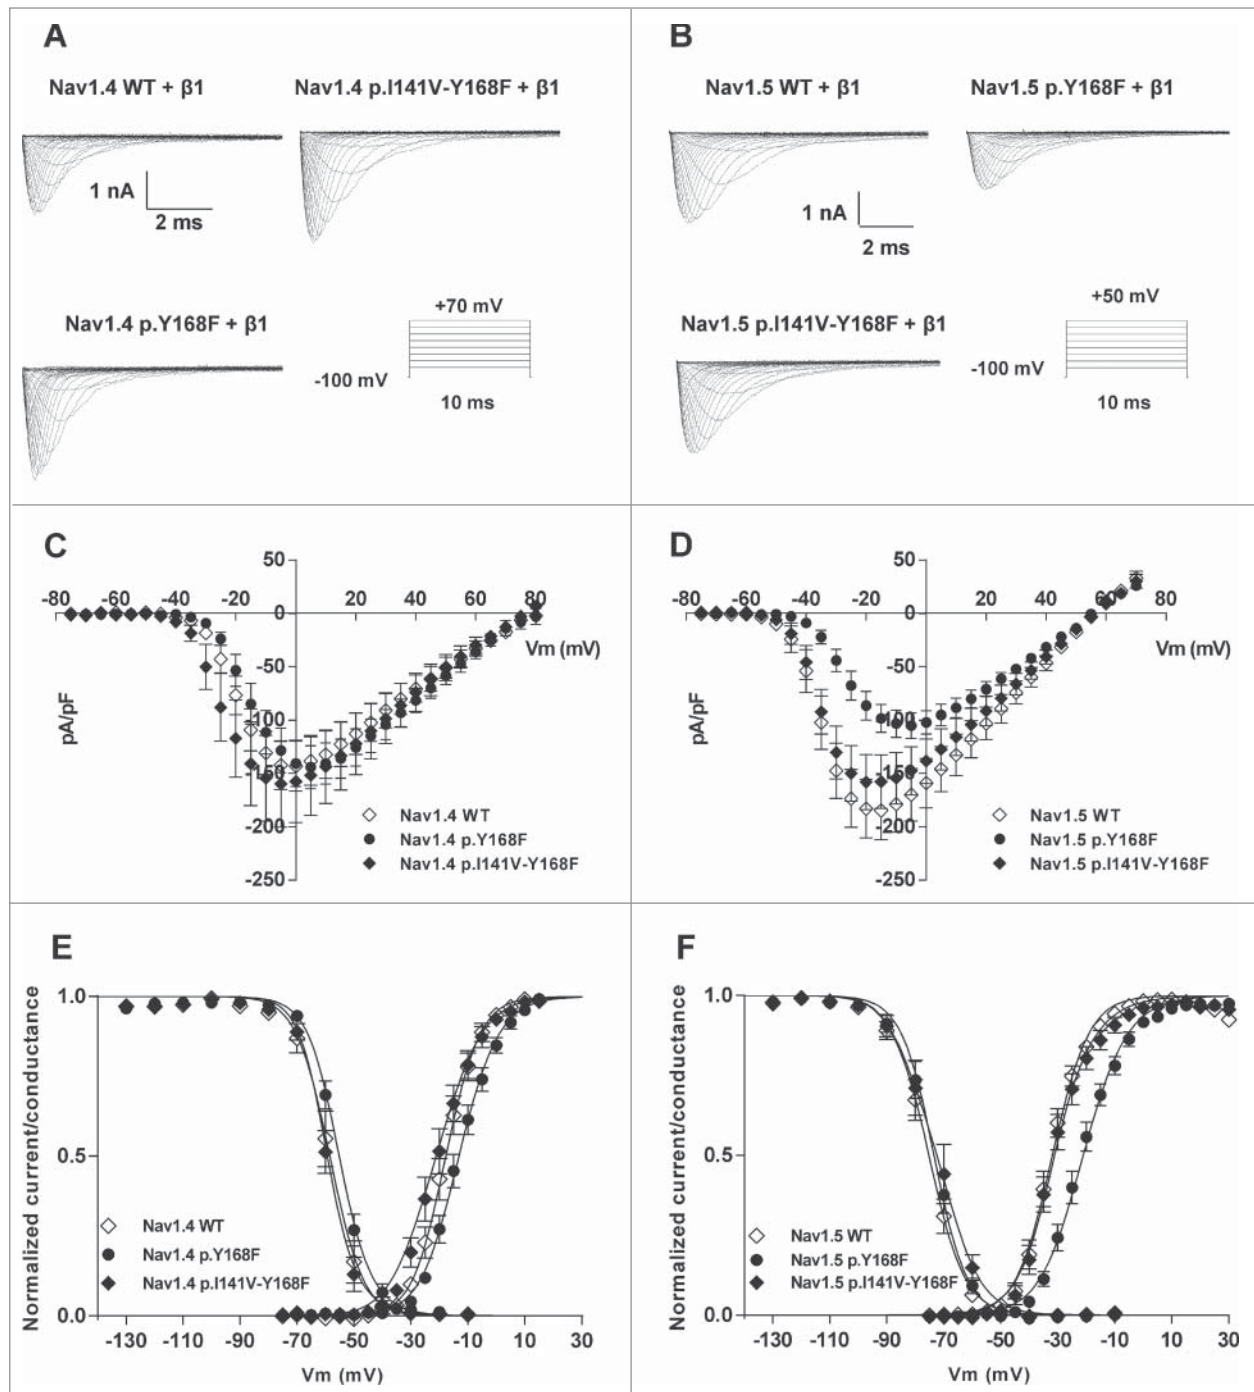 A
Nav1.4 WT + β1
Nav1.4 p.I141V-Y168F + β1
1 nA
2 ms
Nav1.4 p.Y168F + β1
+70 mV
-100 mV
10 ms
B
Nav1.5 WT + β1
Nav1.5 p.Y168F + β1
1 nA
2 ms
Nav1.5 p.I141V-Y168F + β1
+50 mV
-100 mV
10 ms
C
50
-80 -60 -40 -20 20 40 60 80
0
Vm (mV)
-50
-100
-150
-200
-250
pA/pF
Nav1.4 WT
Nav1.4 p.Y168F
Nav1.4 p.I141V-Y168F
D
50
-80 -60 -40 -20 20 40 60 80
0
Vm (mV)
-50
-100
-150
-200
-250
pA/pF
Nav1.5 WT
Nav1.5 p.Y168F
Nav1.5 p.I141V-Y168F
E
Normalized current/conductance
1.0
0.5
0.0
Nav1.4 WT
Nav1.4 p.Y168F
Nav1.4 p.I141V-Y168F
-130 -110 -90 -70 -50 -30 -10 10 30
Vm (mV)
F
Normalized current/conductance
1.0
0.5
0.0
Nav1.5 WT
Nav1.5 p.Y168F
Nav1.5 p.I141V-Y168F
-130 -110 -90 -70 -50 -30 -10 10 30
Vm (mV)